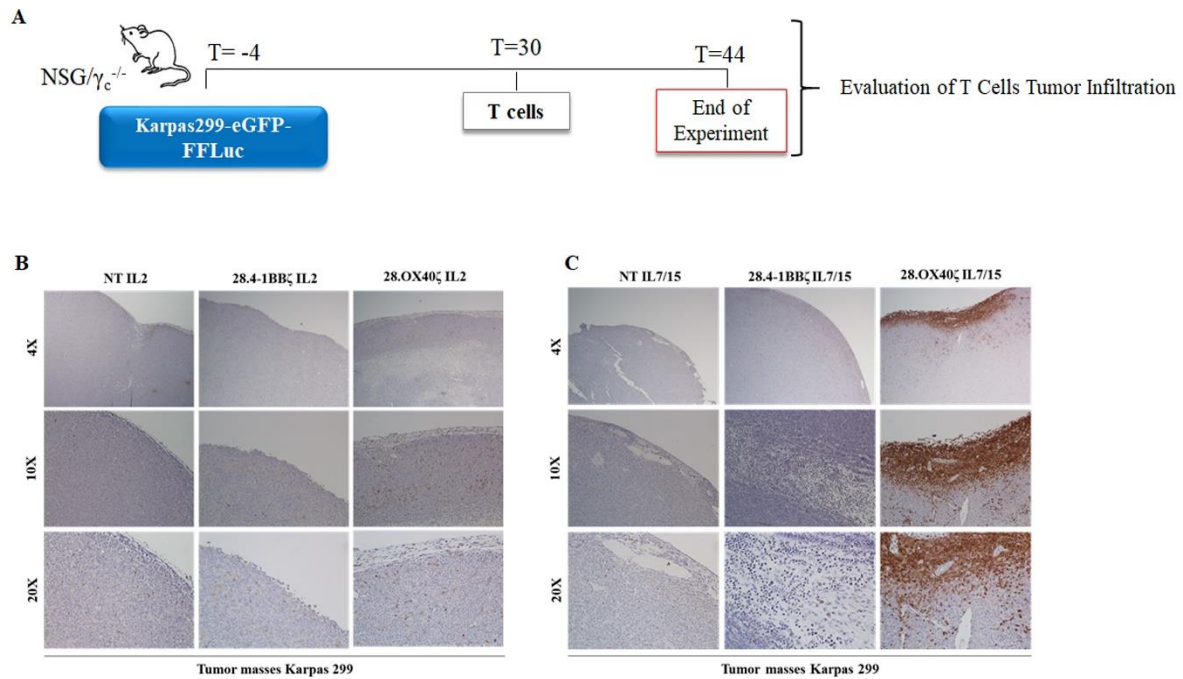 A
NSG/γc-/-
T= -4
T=30
T=44
Karpas299-eGFP-
FFLuc
T cells
End of
Experiment
Evaluation of T Cells Tumor Infiltration
B
NT IL2
28.4-1BBζ IL2
28.OX40ζ IL2
4X
10X
20X
Tumor masses Karpas 299
C
NT IL7/15
28.4-1BBζ IL7/15
28.OX40ζ IL7/15
4X
10X
20X
Tumor masses Karpas 299